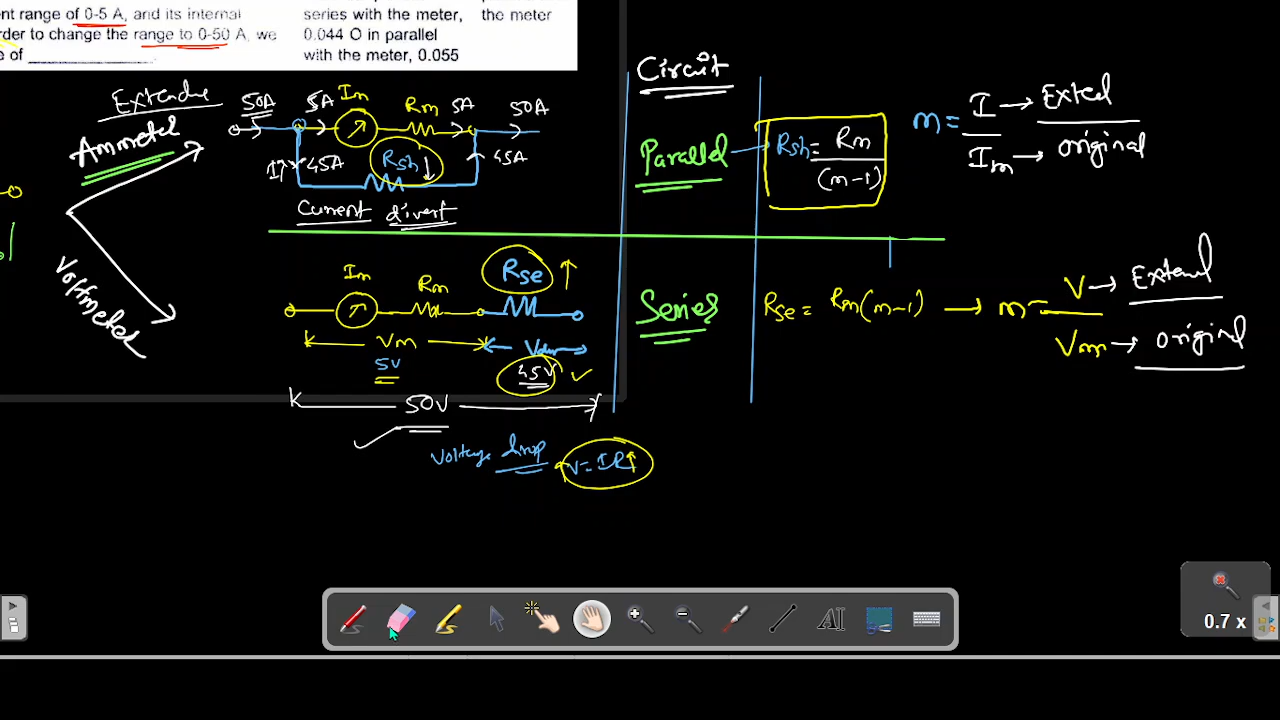 nt range of 0-5 A, and its internal
rder to change the range to 0-50 A, we
e of
series with the meter,
0.044 O in parallel
with the meter, 0.055
the meter
Ammeter
Voltmeter
50A 5A Im Rm 5A 50A
45A Rsh 45A
Current divert
Im Rm Rse
Vm
5V 45V
50V
Voltage drop V=IR↑
Circuit
Parallel
Rsh = Rm
(m-1)
m = I → Exted
Im → original
Series
Rse = Rm(m-1) → m = V →
Vm → original
0.7 x